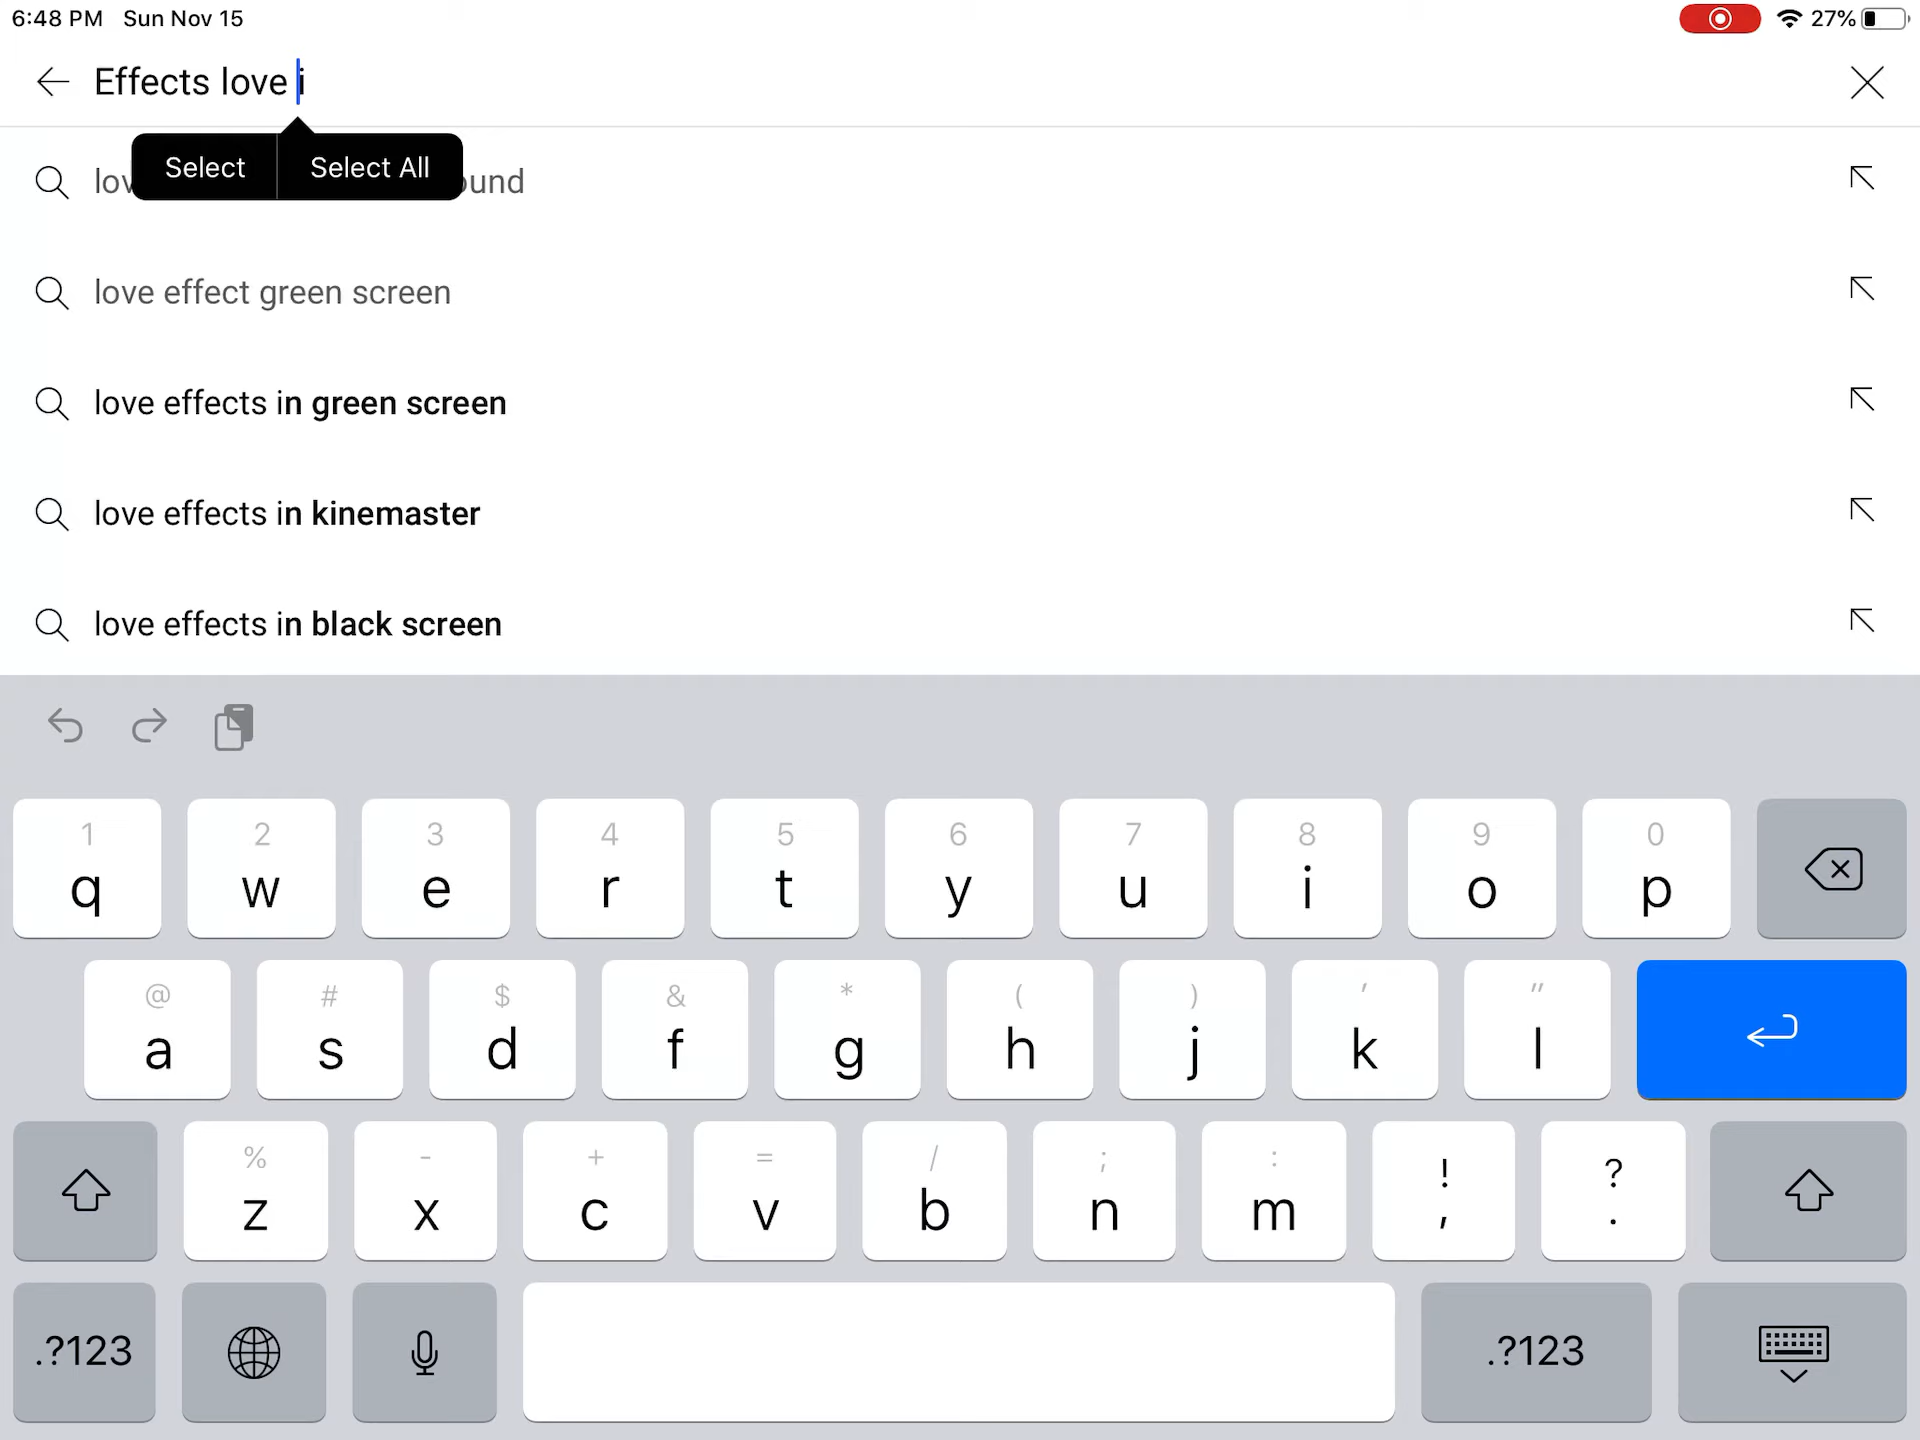 6:48 PM Sun Nov 15 27%
Effects love i
Select Select All
love effect green screen
love effects in green screen
love effects in kinemaster
love effects in black screen
1 2 3 4 5 6 7 8 9 0
q w e r t y u i o p
@ # $ & * ( ) ' "
a s d f g h j k l
% - + = / ; : ! ?
z x c v b n m , .
.?123 .?123